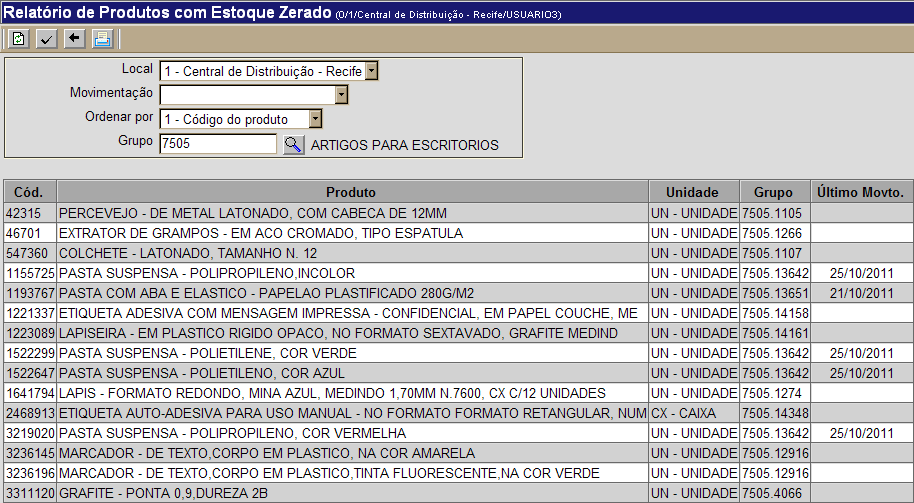 Relatório de Produtos com Estoque Zerado (0/1/Central de Distribuição - Recife/USUARIO3)
Local 1 - Central de Distribuição - Recife
Movimentação
Ordenar por 1 - Código do produto
Grupo 7505 ARTIGOS PARA ESCRITORIOS
Cód. Produto Unidade Grupo Último Movto.
42315 PERCEVEJO - DE METAL LATONADO, COM CABECA DE 12MM UN - UNIDADE 7505.1105
46701 EXTRATOR DE GRAMPOS - EM ACO CROMADO, TIPO ESPATULA UN - UNIDADE 7505.1266
547360 COLCHETE - LATONADO, TAMANHO N. 12 UN - UNIDADE 7505.1107
1155725 PASTA SUSPENSA - POLIPROPILENO,INCOLOR UN - UNIDADE 7505.13642 25/10/2011
1193767 PASTA COM ABA E ELASTICO - PAPELAO PLASTIFICADO 280G/M2 UN - UNIDADE 7505.13651 21/10/2011
1221337 ETIQUETA ADESIVA COM MENSAGEM IMPRESSA - CONFIDENCIAL, EM PAPEL COUCHE, ME UN - UNIDADE 7505.14158
1223089 LAPISEIRA - EM PLASTICO RIGIDO OPACO, NO FORMATO SEXTAVADO, GRAFITE MEDIND UN - UNIDADE 7505.14161
1522299 PASTA SUSPENSA - POLIETILENE, COR VERDE UN - UNIDADE 7505.13642 25/10/2011
1522647 PASTA SUSPENSA - POLIETILENO, COR AZUL UN - UNIDADE 7505.13642 25/10/2011
1641794 LAPIS - FORMATO REDONDO, MINA AZUL, MEDINDO 1,70MM N.7600, CX C/12 UNIDADES UN - UNIDADE 7505.1274
2468913 ETIQUETA AUTO-ADESIVA PARA USO MANUAL - NO FORMATO FORMATO RETANGULAR, NUM CX - CAIXA 7505.14348
3219020 PASTA SUSPENSA - POLIPROPILENO, COR VERMELHA UN - UNIDADE 7505.13642 25/10/2011
3236145 MARCADOR - DE TEXTO,CORPO EM PLASTICO, NA COR AMARELA UN - UNIDADE 7505.12916
3236196 MARCADOR - DE TEXTO,CORPO EM PLASTICO,TINTA FLUORESCENTE,NA COR VERDE UN - UNIDADE 7505.12916
3311120 GRAFITE - PONTA 0,9,DUREZA 2B UN - UNIDADE 7505.4066